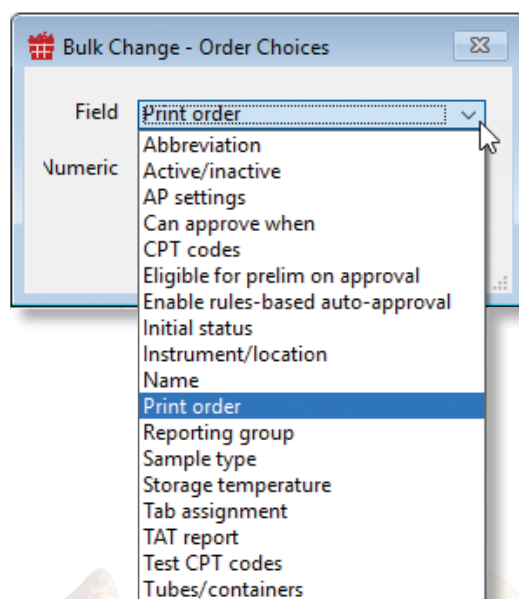 Bulk Change - Order Choices
Field Print order
Numeric
Abbreviation
Active/inactive
AP settings
Can approve when
CPT codes
Eligible for prelim on approval
Enable rules-based auto-approval
Initial status
Instrument/location
Name
Print order
Reporting group
Sample type
Storage temperature
Tab assignment
TAT report
Test CPT codes
Tubes/containers